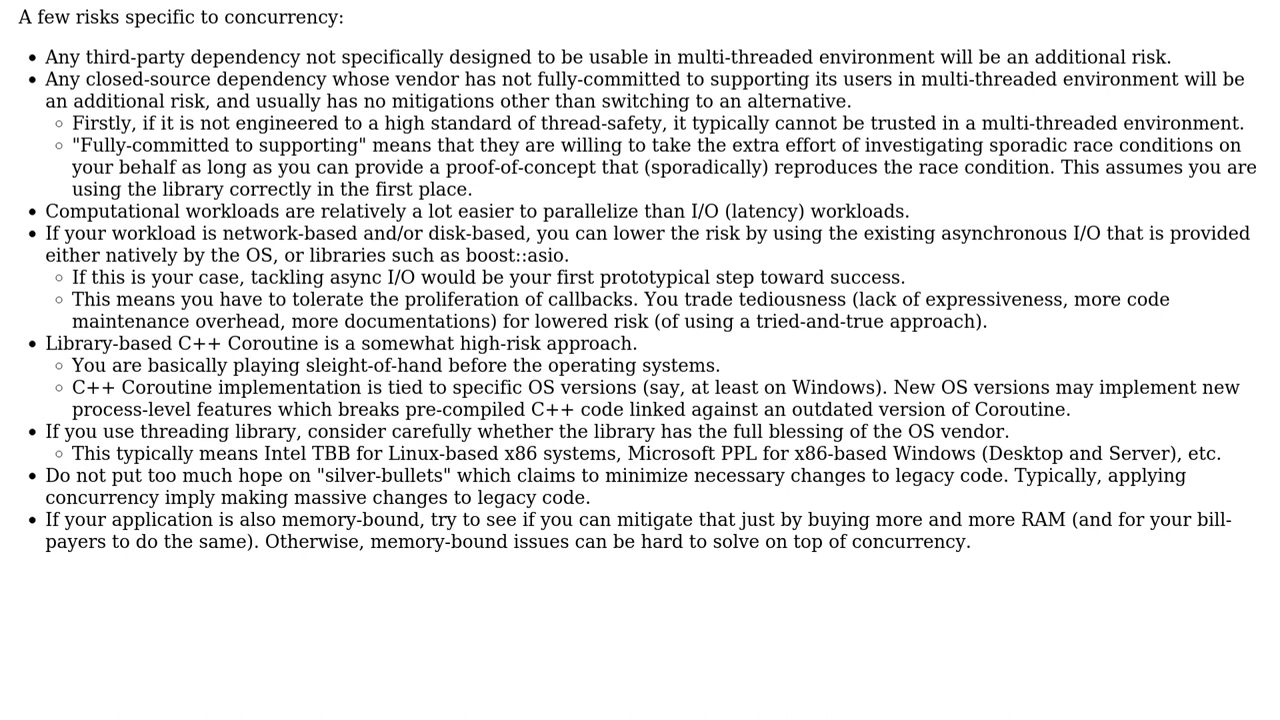 A few risks specific to concurrency:
• Any third-party dependency not specifically designed to be usable in multi-threaded environment will be an additional risk.
• Any closed-source dependency whose vendor has not fully-committed to supporting its users in multi-threaded environment will be
an additional risk, and usually has no mitigations other than switching to an alternative.
◦ Firstly, if it is not engineered to a high standard of thread-safety, it typically cannot be trusted in a multi-threaded environment.
◦ "Fully-committed to supporting" means that they are willing to take the extra effort of investigating sporadic race conditions on
your behalf as long as you can provide a proof-of-concept that (sporadically) reproduces the race condition. This assumes you are
using the library correctly in the first place.
• Computational workloads are relatively a lot easier to parallelize than I/O (latency) workloads.
• If your workload is network-based and/or disk-based, you can lower the risk by using the existing asynchronous I/O that is provided
either natively by the OS, or libraries such as boost::asio.
◦ If this is your case, tackling async I/O would be your first prototypical step toward success.
◦ This means you have to tolerate the proliferation of callbacks. You trade tediousness (lack of expressiveness, more code
maintenance overhead, more documentations) for lowered risk (of using a tried-and-true approach).
• Library-based C++ Coroutine is a somewhat high-risk approach.
◦ You are basically playing sleight-of-hand before the operating systems.
◦ C++ Coroutine implementation is tied to specific OS versions (say, at least on Windows). New OS versions may implement new
process-level features which breaks pre-compiled C++ code linked against an outdated version of Coroutine.
• If you use threading library, consider carefully whether the library has the full blessing of the OS vendor.
◦ This typically means Intel TBB for Linux-based x86 systems, Microsoft PPL for x86-based Windows (Desktop and Server), etc.
• Do not put too much hope on "silver-bullets" which claims to minimize necessary changes to legacy code. Typically, applying
concurrency imply making massive changes to legacy code.
• If your application is also memory-bound, try to see if you can mitigate that just by buying more and more RAM (and for your bill-
payers to do the same). Otherwise, memory-bound issues can be hard to solve on top of concurrency.